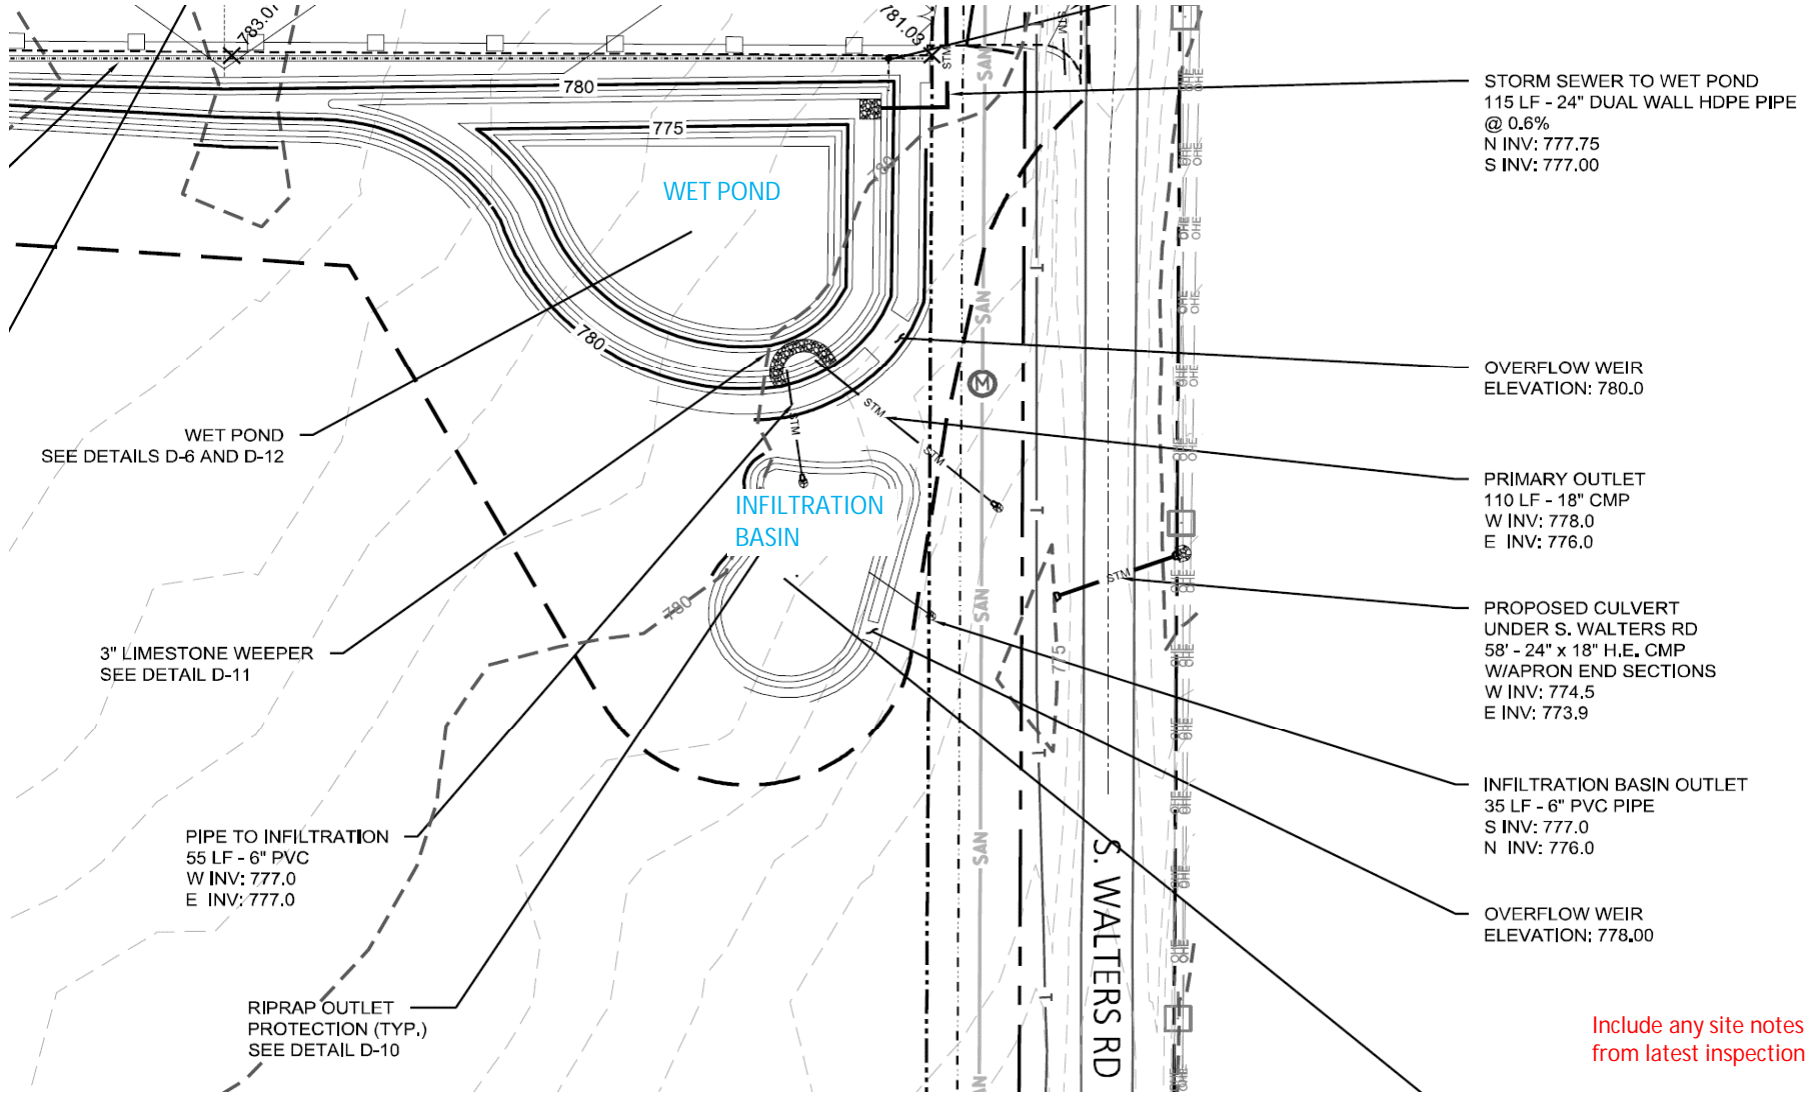 783.07
781.03
STM
STM
SAN
780
775
780
WET POND
STORM SEWER TO WET POND
115 LF - 24" DUAL WALL HDPE PIPE
@ 0.6%
N INV: 777.75
S INV: 777.00
OHE
OHE
T
SAN
780
M
OVERFLOW WEIR
ELEVATION: 780.0
STM
STM
STM
WET POND
SEE DETAILS D-6 AND D-12
PRIMARY OUTLET
110 LF - 18" CMP
W INV: 778.0
E INV: 776.0
INFILTRATION
BASIN
T
STM
SAN
780
775
PROPOSED CULVERT
UNDER S. WALTERS RD
58' - 24" x 18" H.E. CMP
W/APRON END SECTIONS
W INV: 774.5
E INV: 773.9
3" LIMESTONE WEEPER
SEE DETAIL D-11
T
INFILTRATION BASIN OUTLET
35 LF - 6" PVC PIPE
S INV: 777.0
N INV: 776.0
PIPE TO INFILTRATION
55 LF - 6" PVC
W INV: 777.0
E INV: 777.0
SAN
S. WALTERS RD
OVERFLOW WEIR
ELEVATION: 778.00
T
RIPRAP OUTLET
PROTECTION (TYP.)
SEE DETAIL D-10
Include any site notes
from latest inspection